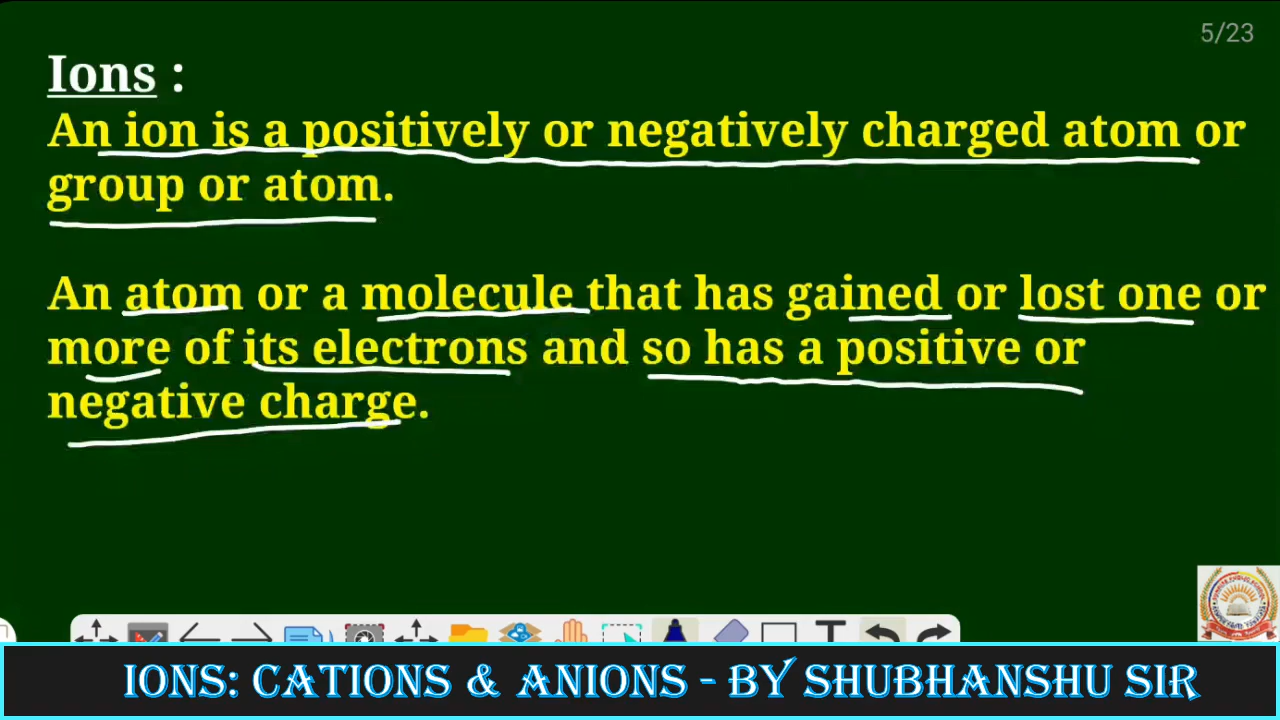 5/23
Ions :
An ion is a positively or negatively charged atom or
group or atom.
An atom or a molecule that has gained or lost one or
more of its electrons and so has a positive or
negative charge.
IONS: CATIONS & ANIONS - BY SHUBHANSHU SIR